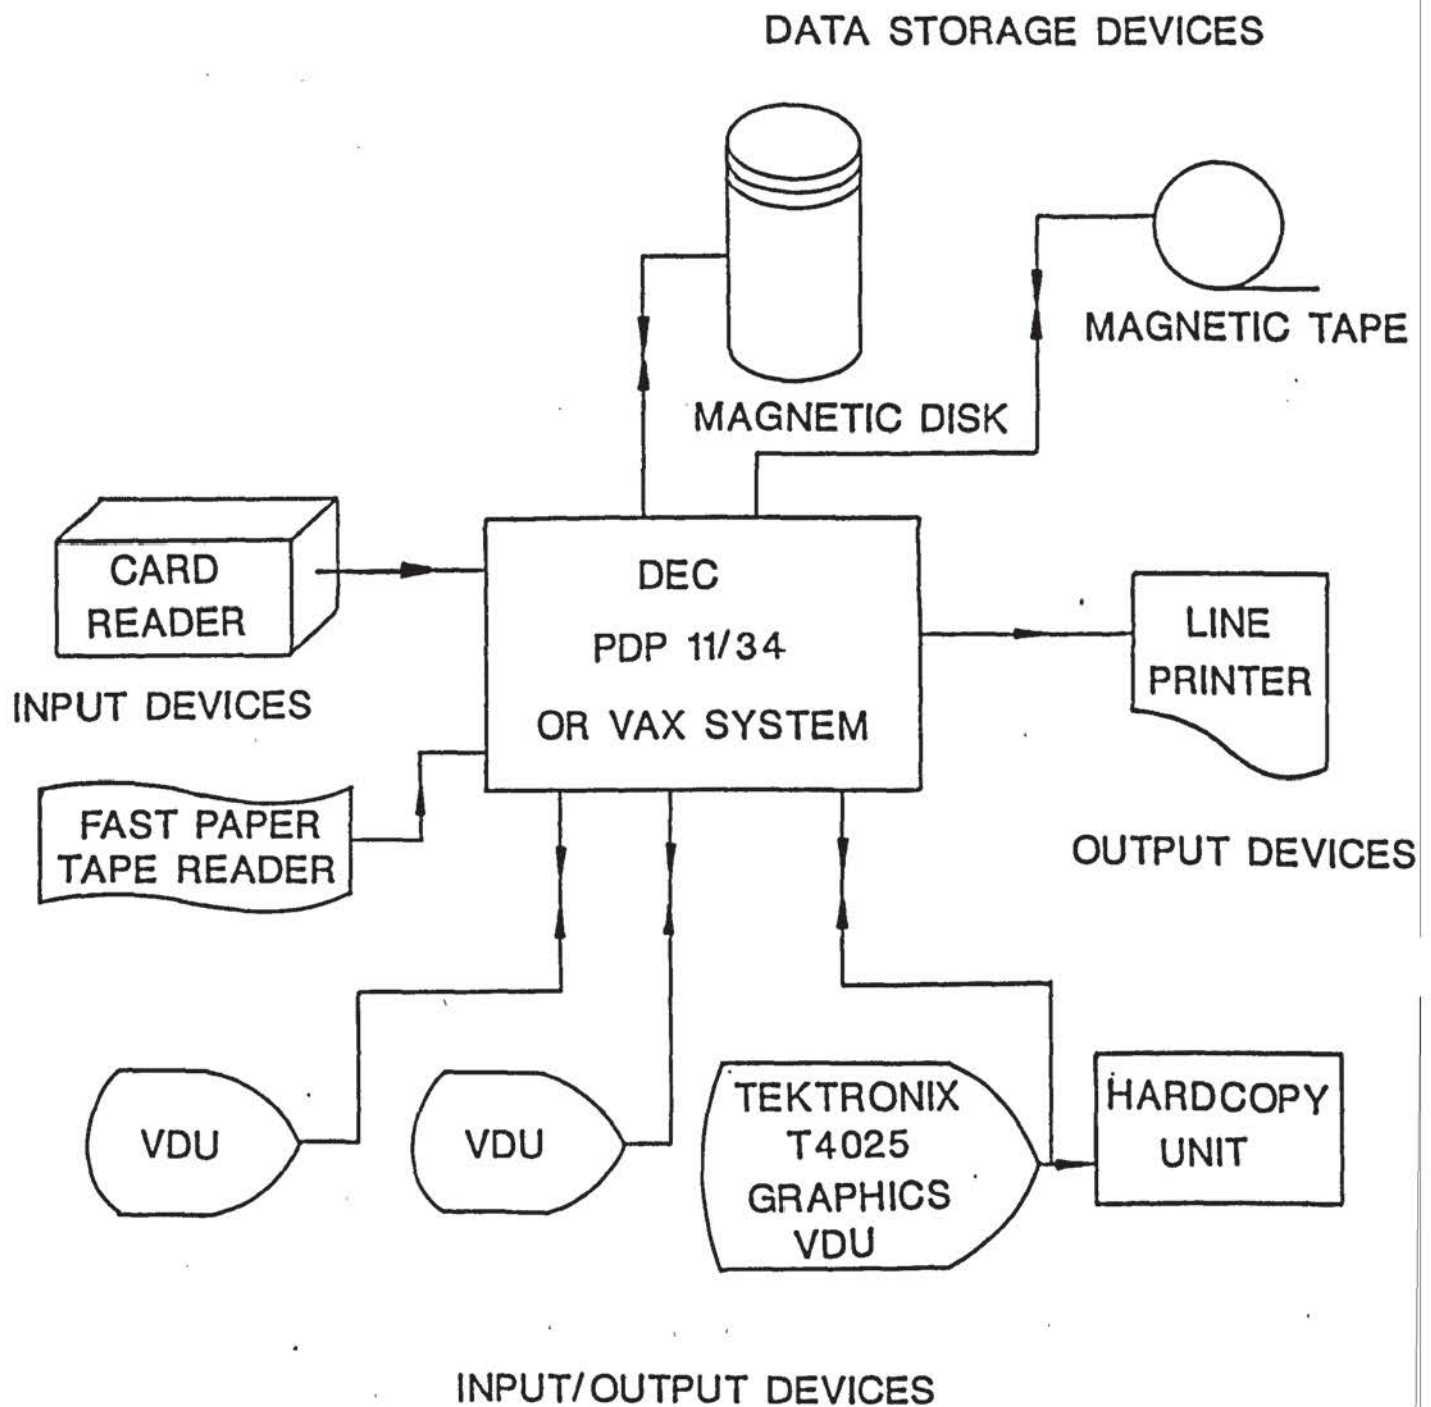 DATA STORAGE DEVICES
MAGNETIC TAPE
MAGNETIC DISK
CARD
READER
INPUT DEVICES
DEC
PDP 11/34
OR VAX SYSTEM
LINE
PRINTER
FAST PAPER
TAPE READER
OUTPUT DEVICES
VDU
VDU
TEKTRONIX
T4025
GRAPHICS
VDU
HARDCOPY
UNIT
INPUT/OUTPUT DEVICES